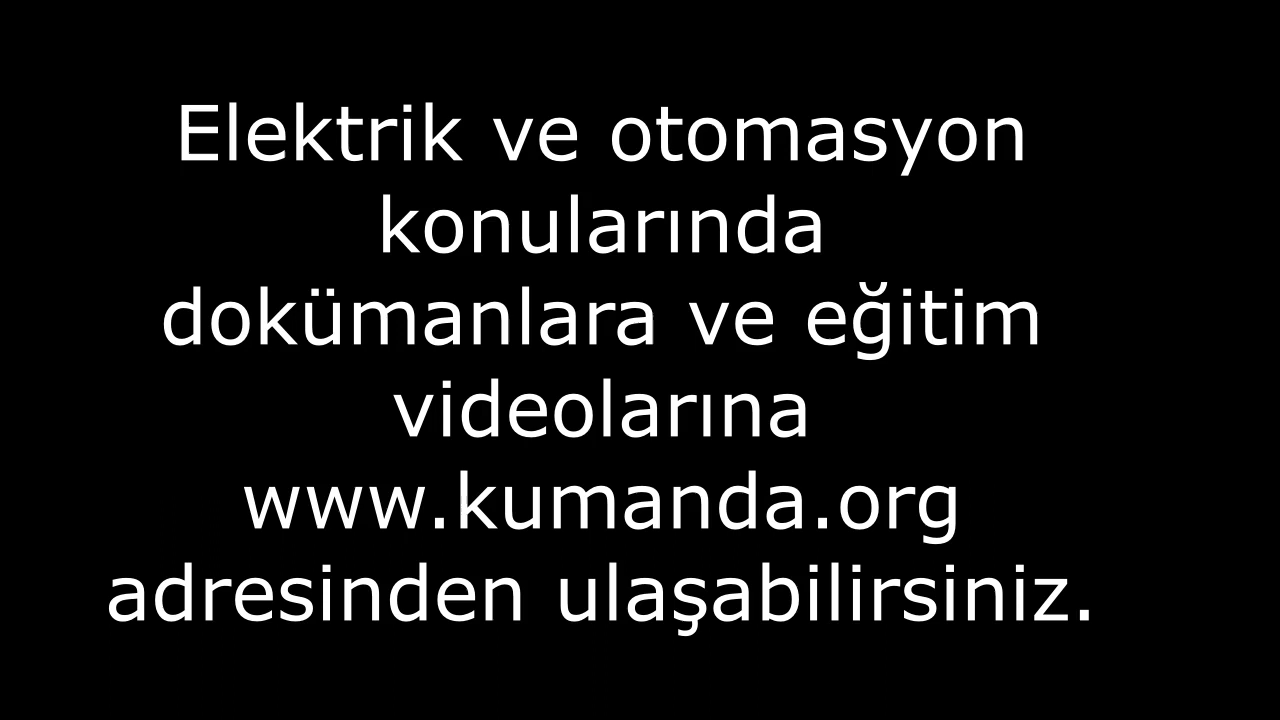 Elektrik ve otomasyon
konularında
dokümanlara ve eğitim
videolarına
www.kumanda.org
adresinden ulaşabilirsiniz.